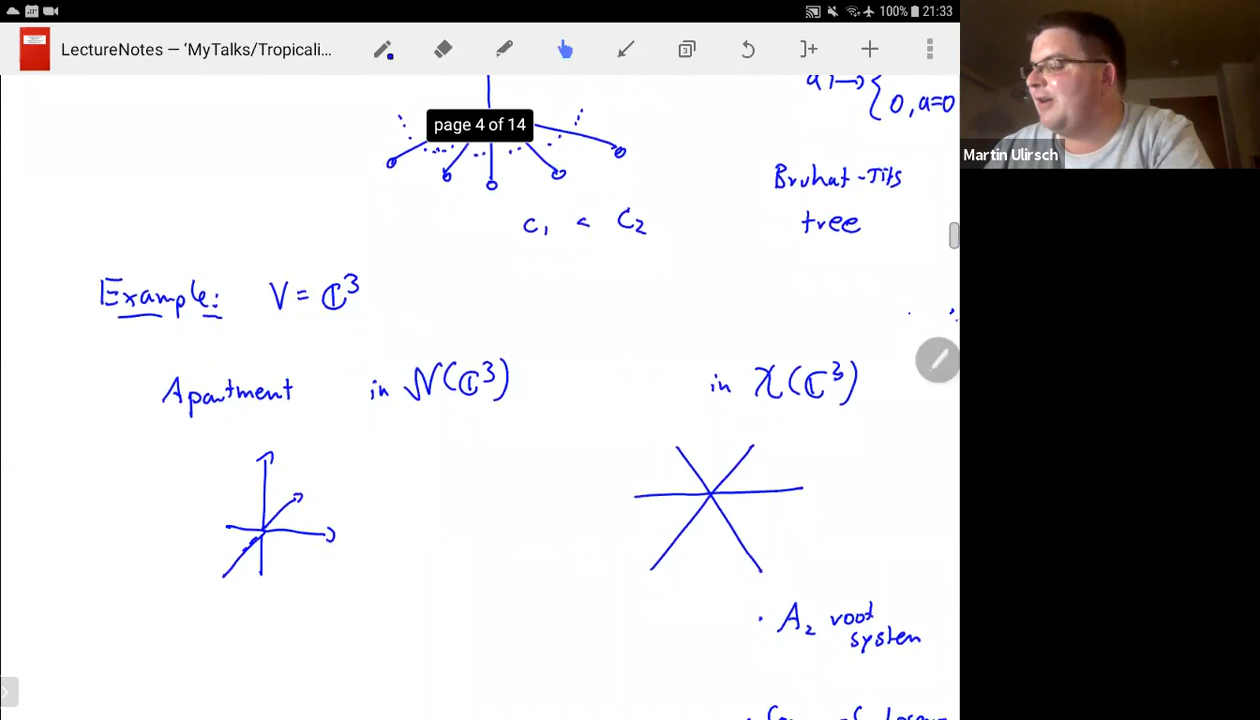 100% 21:33
LectureNotes – 'MyTalks/Tropicali...
3
a ↦ {
0, a=0
page 4 of 14
Martin Ulirsch
Bruhat-Tits
tree
c₁ < c₂
Example: V = ℂ³
Apartment in 𝒩(ℂ³) in 𝒳(ℂ³)
· A₂ root
system